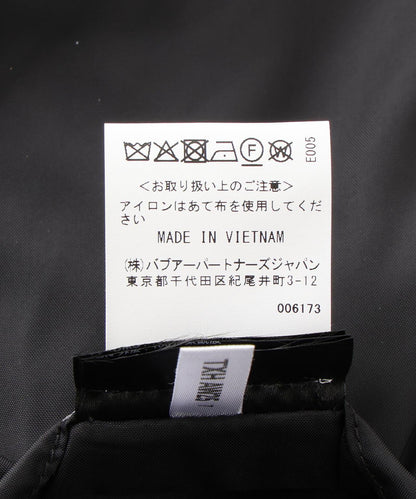 E005
F W
<お取り扱い上のご注意>
アイロンはあて布を使用してくだ
さい
MADE IN VIETNAM
(株)バブアーパートナーズジャパン
東京都千代田区紀尾井町3-12
006173